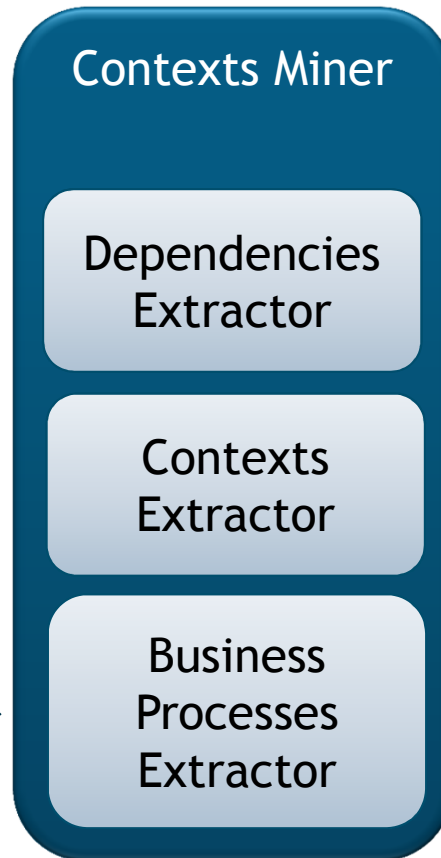 Contexts Miner
Dependencies
Extractor
Contexts
Extractor
Business
Processes
Extractor